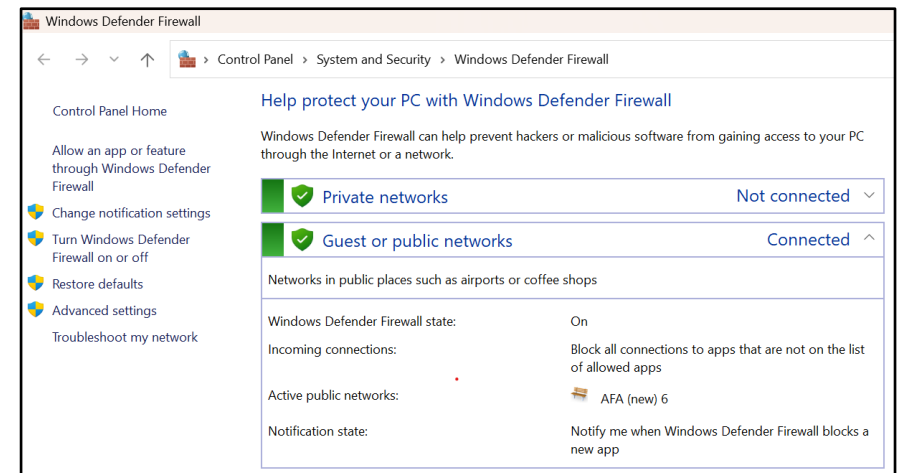 Windows Defender Firewall
Control Panel > System and Security > Windows Defender Firewall
Control Panel Home
Allow an app or feature
through Windows Defender
Firewall
Change notification settings
Turn Windows Defender
Firewall on or off
Restore defaults
Advanced settings
Troubleshoot my network
Help protect your PC with Windows Defender Firewall
Windows Defender Firewall can help prevent hackers or malicious software from gaining access to your PC
through the Internet or a network.
Private networks Not connected
Guest or public networks Connected
Networks in public places such as airports or coffee shops
Windows Defender Firewall state: On
Incoming connections: Block all connections to apps that are not on the list
of allowed apps
Active public networks: AFA (new) 6
Notification state: Notify me when Windows Defender Firewall blocks a
new app